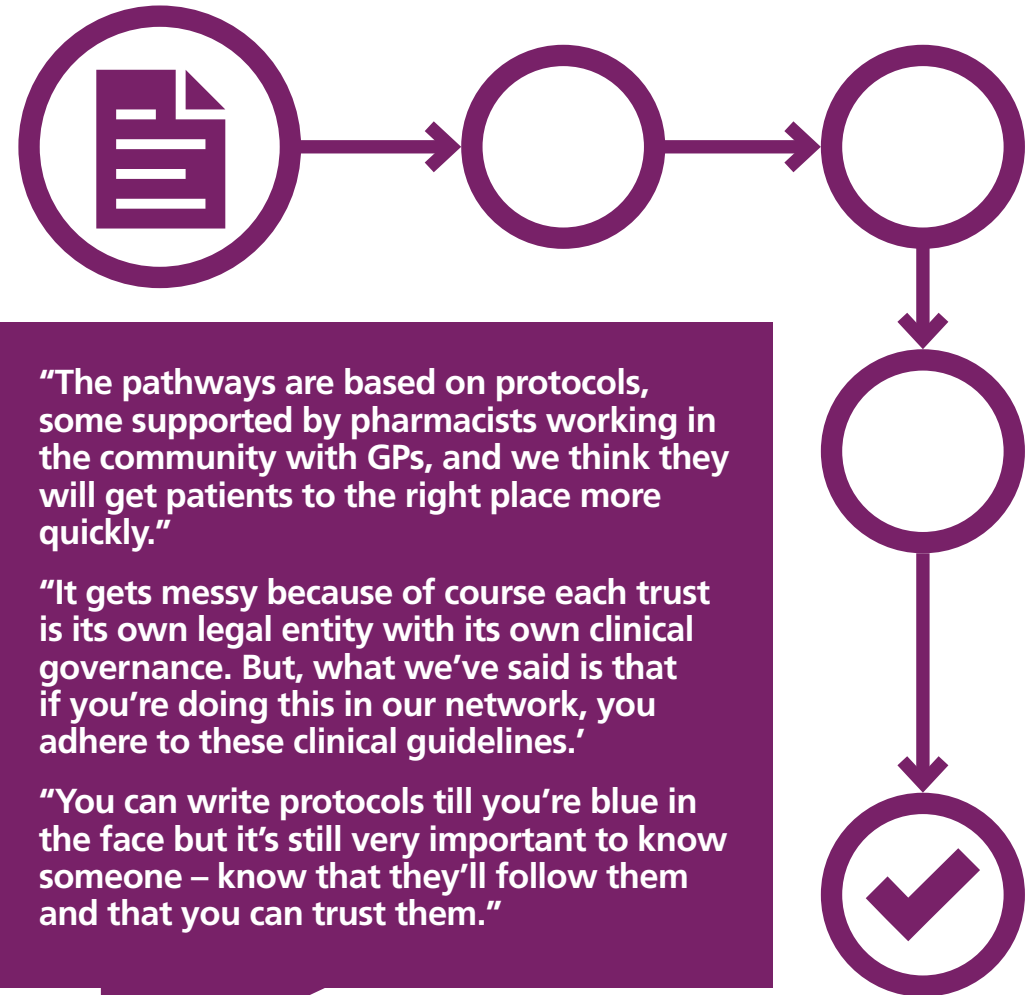 “The pathways are based on protocols,
some supported by pharmacists working in
the community with GPs, and we think they
will get patients to the right place more
quickly.”
“It gets messy because of course each trust
is its own legal entity with its own clinical
governance. But, what we’ve said is that
if you’re doing this in our network, you
adhere to these clinical guidelines.’
“You can write protocols till you’re blue in
the face but it’s still very important to know
someone – know that they’ll follow them
and that you can trust them.”